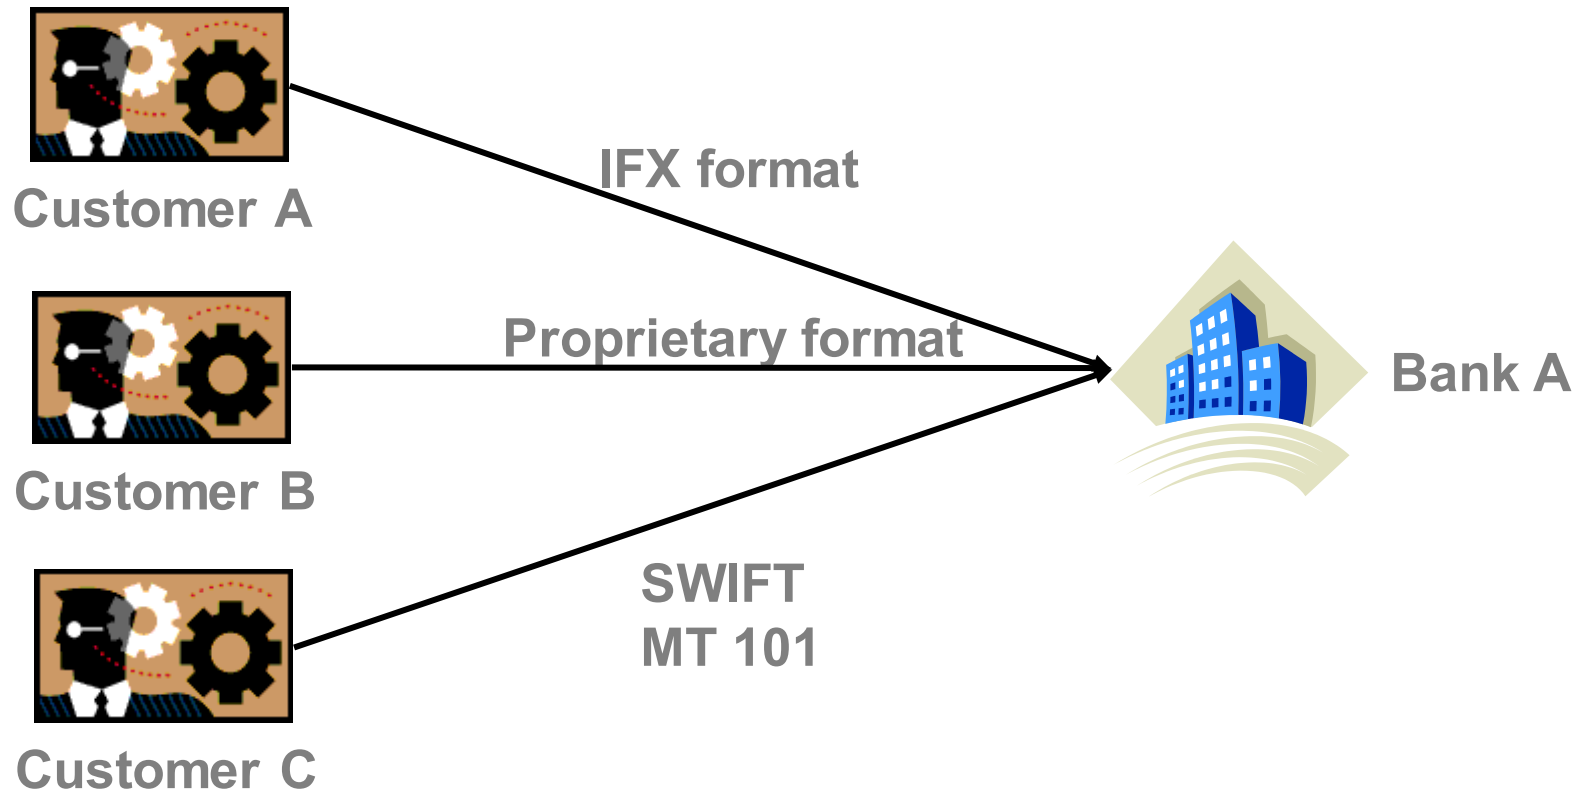 IFX format
Customer A
Proprietary format
Bank A
Customer B
SWIFT
MT 101
Customer C